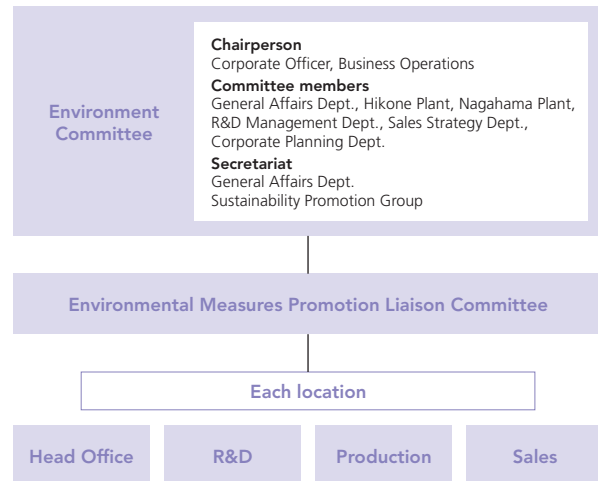 Environment
Committee
Chairperson
Corporate Officer, Business Operations
Committee members
General Affairs Dept., Hikone Plant, Nagahama Plant,
R&D Management Dept., Sales Strategy Dept.,
Corporate Planning Dept.
Secretariat
General Affairs Dept.
Sustainability Promotion Group
Environmental Measures Promotion Liaison Committee
Each location
Head Office
R&D
Production
Sales